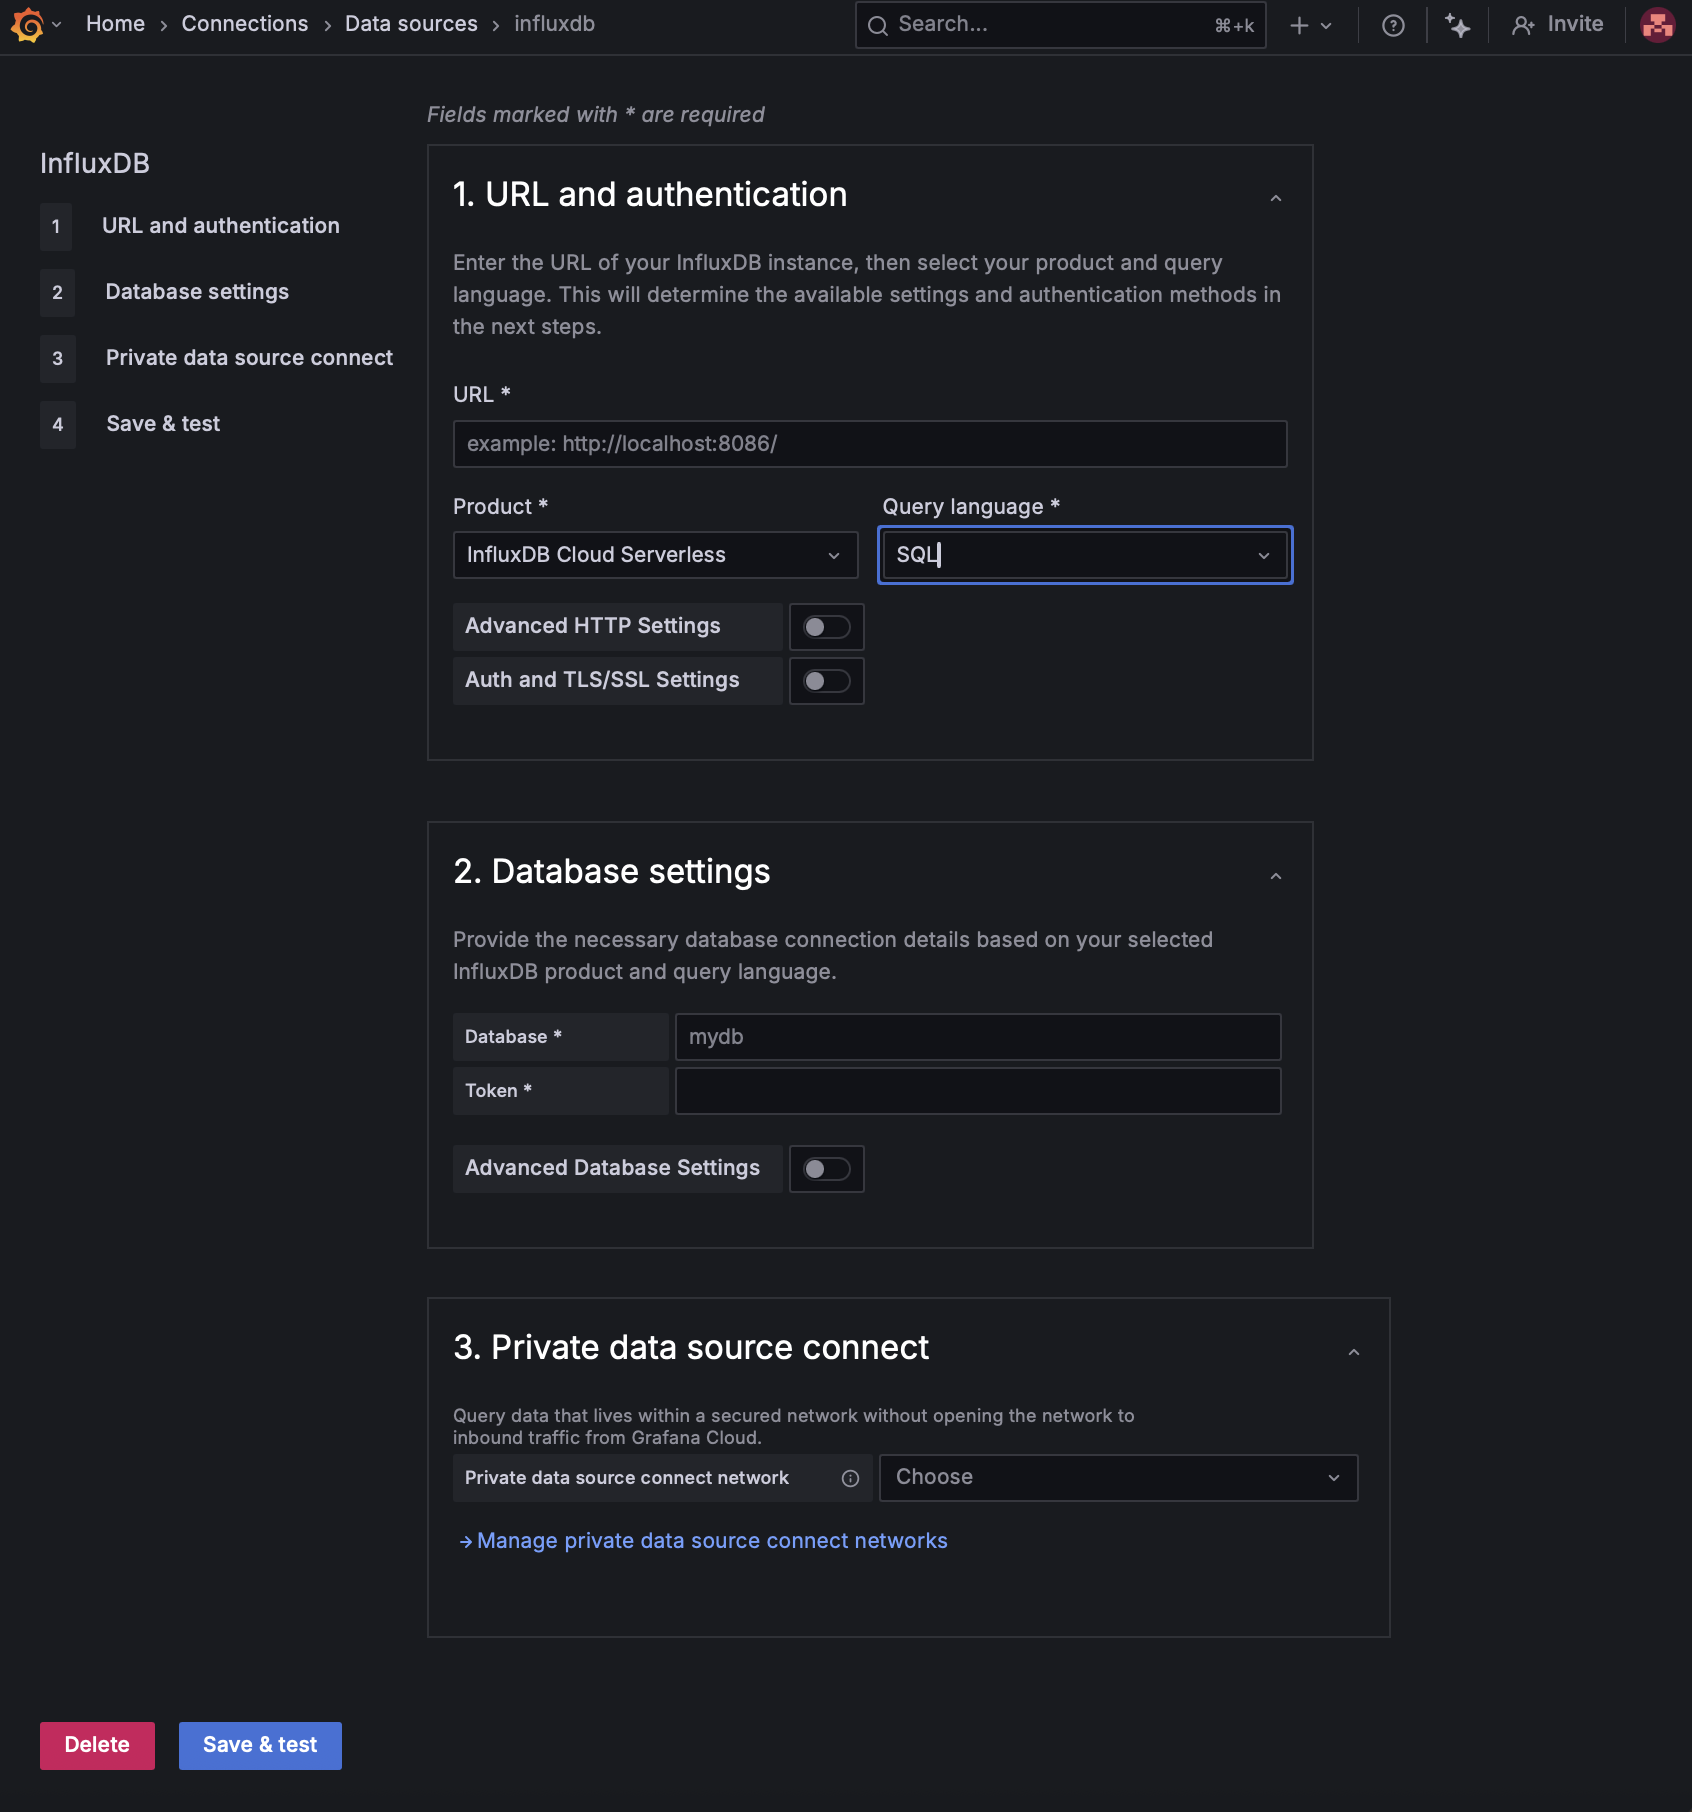 Home › Connections › Data sources › influxdb
Search...
⌘+k
Invite
InfluxDB
1 URL and authentication
2 Database settings
3 Private data source connect
4 Save & test
Fields marked with * are required
1. URL and authentication
Enter the URL of your InfluxDB instance, then select your product and query
language. This will determine the available settings and authentication methods in
the next steps.
URL *
example: http://localhost:8086/
Product *
Query language *
InfluxDB Cloud Serverless
SQL
Advanced HTTP Settings
Auth and TLS/SSL Settings
2. Database settings
Provide the necessary database connection details based on your selected
InfluxDB product and query language.
Database *
mydb
Token *
Advanced Database Settings
3. Private data source connect
Query data that lives within a secured network without opening the network to
inbound traffic from Grafana Cloud.
Private data source connect network
Choose
→ Manage private data source connect networks
Delete
Save & test